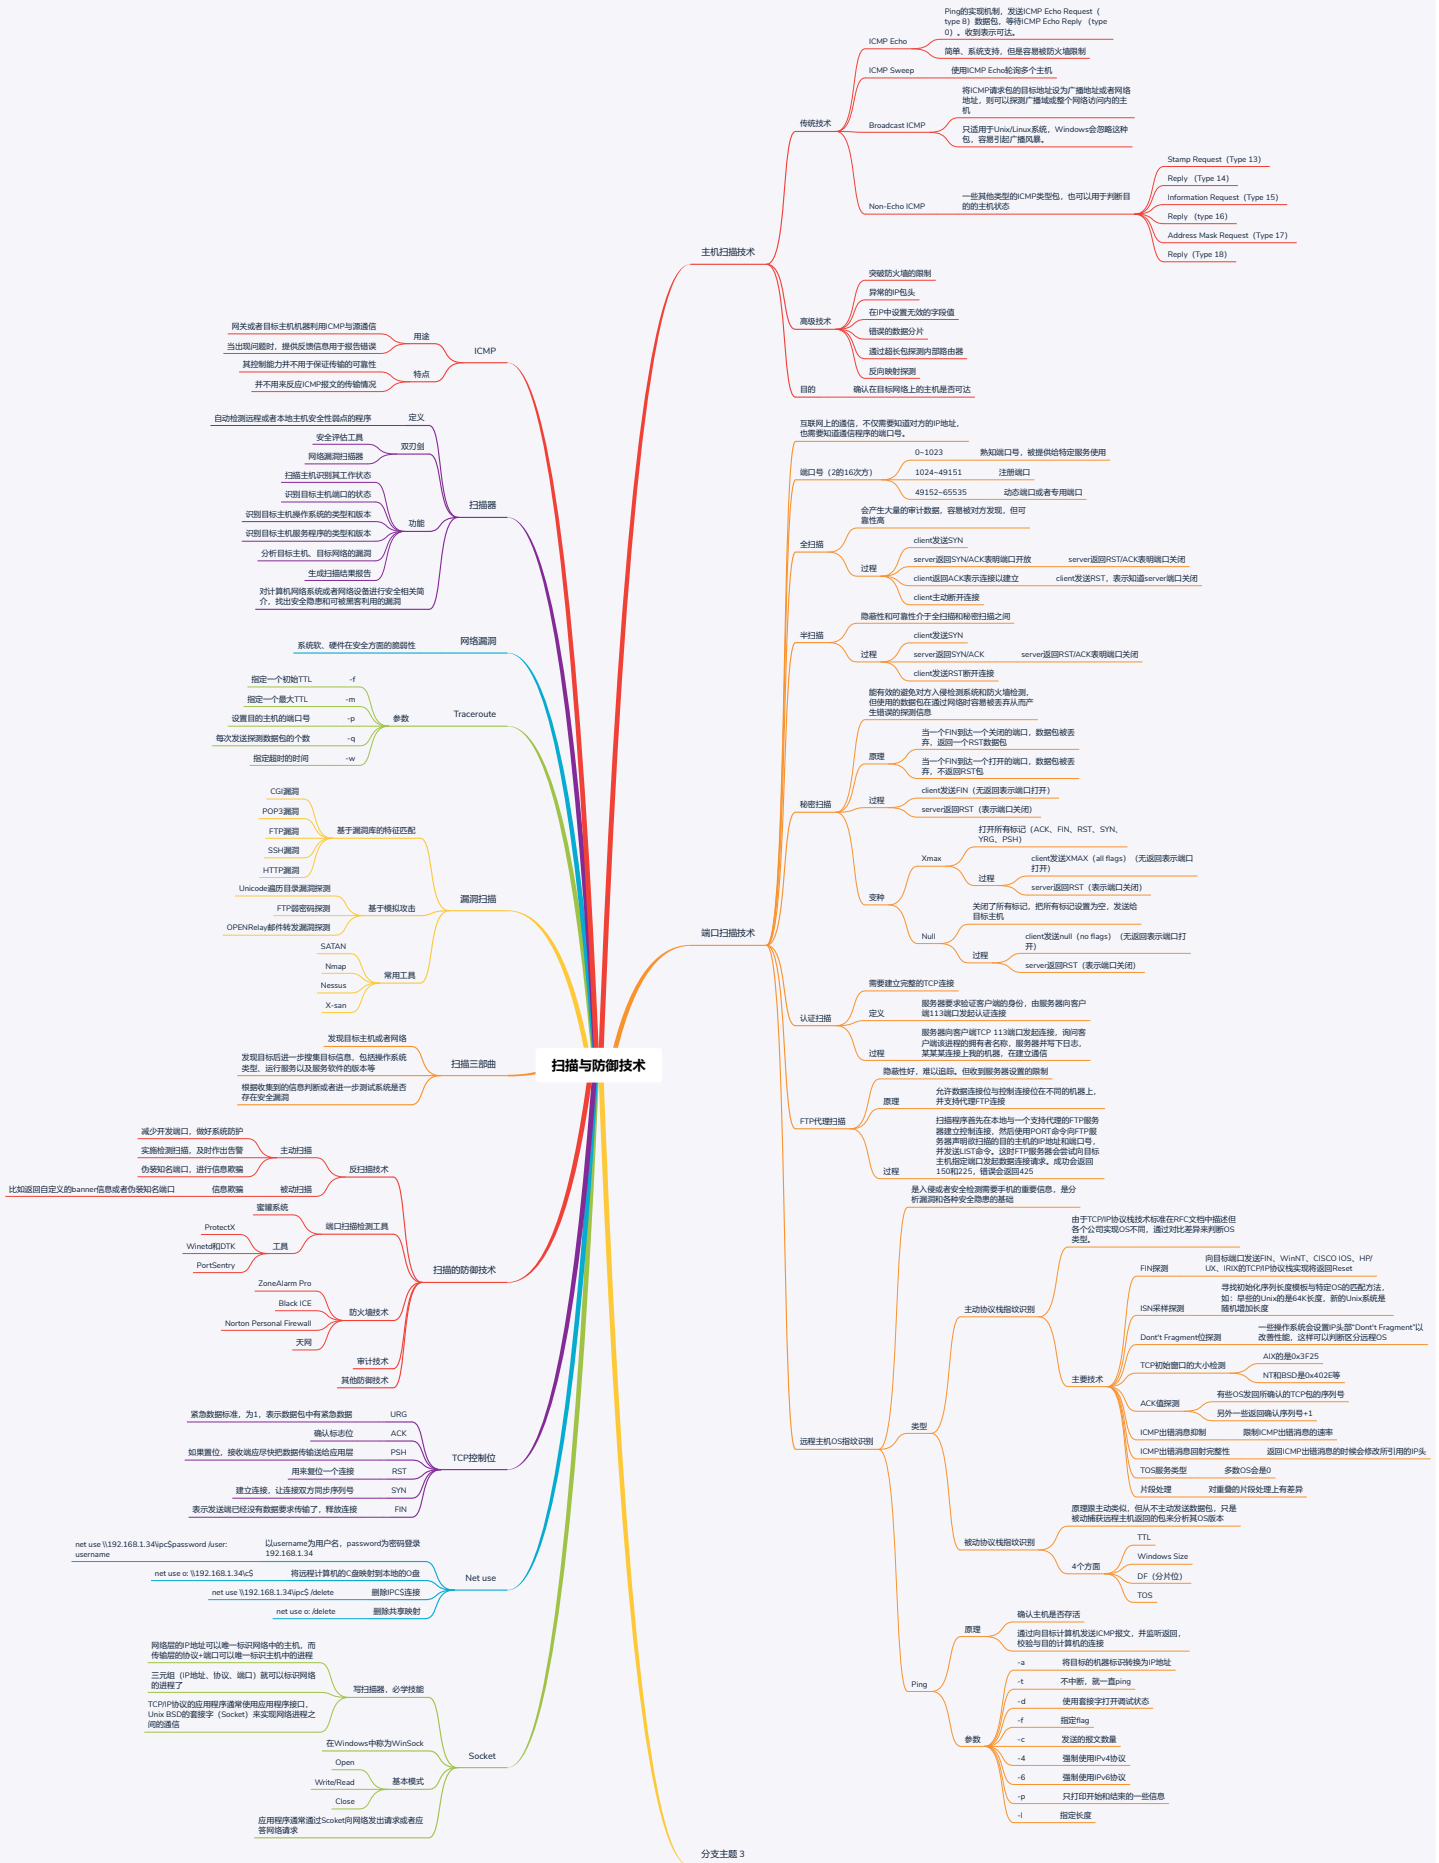 扫描与防御技术
主机扫描技术
传统技术
ICMP Echo
Ping的实现机制，发送ICMP Echo Request（
type 8）数据包，等待ICMP Echo Reply （type
0）。收到表示可达。
简单、系统支持，但是容易被防火墙限制
ICMP Sweep
使用ICMP Echo轮询多个主机
Broadcast ICMP
将ICMP请求包的目标地址设为广播地址或者网络
地址，则可以探测广播域或整个网络访问内的主
机
只适用于Unix/Linux系统，Windows会忽略这种
包，容易引起广播风暴。
Non-Echo ICMP
一些其他类型的ICMP类型包，也可以用于判断目
的的主机状态
Stamp Request（Type 13)
Reply （Type 14）
Information Request（Type 15）
Reply （type 16）
Address Mask Request（Type 17）
Reply（Type 18）
高级技术
突破防火墙的限制
异常的IP包头
在IP中设置无效的字段值
错误的数据分片
通过超长包探测内部路由器
反向映射探测
目的
确认在目标网络上的主机是否可达
端口扫描技术
互联网上的通信，不仅需要知道对方的IP地址，
也需要知道通信程序的端口号。
端口号（2的16次方）
0~1023
熟知端口号，被提供给特定服务使用
1024~49151
注册端口
49152~65535
动态端口或者专用端口
全扫描
会产生大量的审计数据，容易被对方发现，但可
靠性高
过程
client发送SYN
server返回SYN/ACK表明端口开放
server返回RST/ACK表明端口关闭
client返回ACK表示连接以建立
client发送RST，表示知道server端口关闭
client主动断开连接
半扫描
隐蔽性和可靠性介于全扫描和秘密扫描之间
过程
client发送SYN
server返回SYN/ACK
server返回RST/ACK表明端口关闭
client发送RST断开连接
秘密扫描
能有效的避免对方入侵检测系统和防火墙检测，
但使用的数据包在通过网络时容易被丢弃从而产
生错误的探测信息
原理
当一个FIN到达一个关闭的端口，数据包被丢
弃，返回一个RST数据包
当一个FIN到达一个打开的端口，数据包被丢
弃，不返回RST包
过程
client发送FIN（无返回表示端口打开）
server返回RST（表示端口关闭）
变种
Xmax
打开所有标记（ACK、FIN、RST、SYN、
YRG、PSH）
过程
client发送XMAX（all flags）（无返回表示端口
打开）
server返回RST（表示端口关闭）
Null
关闭了所有标记，把所有标记设置为空，发送给
目标主机
过程
client发送null（no flags）（无返回表示端口打
开）
server返回RST（表示端口关闭）
认证扫描
需要建立完整的TCP连接
定义
服务器要求验证客户端的身份，由服务器向客户
端113端口发起认证连接
过程
服务器向客户端TCP 113端口发起连接，询问客
户端该进程的拥有者名称，服务器并写下日志，
某某某连接上我的机器，在建立通信
FTP代理扫描
隐蔽性好，难以追踪。但收到服务器设置的限制
原理
允许数据连接位与控制连接位在不同的机器上，
并支持代理FTP连接
过程
扫描程序首先在本地与一个支持代理的FTP服务
器建立控制连接，然后使用PORT命令向FTP服
务器声明欲扫描的目的主机的IP地址和端口号，
并发送LIST命令。这时FTP服务器会尝试向目标
主机指定端口发起数据连接请求。成功会返回
150和225，错误会返回425
远程主机OS指纹识别
是入侵或者安全检测需要手机的重要信息，是分
析漏洞和各种安全隐患的基础
类型
主动协议栈指纹识别
由于TCP/IP协议栈技术标准在RFC文档中描述但
各个公司实现OS不同，通过对比差异来判断OS
类型。
主要技术
FIN探测
向目标端口发送FIN、WinNT、CISCO IOS、HP/
UX、IRIX的TCP/IP协议栈实现将返回Reset
ISN采样探测
寻找初始化序列长度模板与特定OS的匹配方法，
如：早些的Unix的是64K长度，新的Unix系统是
随机增加长度
Dont't Fragment位探测
一些操作系统会设置IP头部"Dont't Fragment"以
改善性能，这样可以判断区分远程OS
TCP初始窗口的大小检测
AIX的是0x3F25
NT和BSD是0x402E等
ACK值探测
有些OS发回所确认的TCP包的序列号
另外一些返回确认序列号+1
ICMP出错消息抑制
限制ICMP出错消息的速率
ICMP出错消息回射完整性
返回ICMP出错消息的时候会修改所引用的IP头
TOS服务类型
多数OS会是0
片段处理
对重叠的片段处理上有差异
被动协议栈指纹识别
原理跟主动类似，但从不主动发送数据包，只是
被动捕获远程主机返回的包来分析其OS版本
4个方面
TTL
Windows Size
DF（分片位）
TOS
Ping
原理
确认主机是否存活
通过向目标计算机发送ICMP报文，并监听返回，
校验与目的计算机的连接
参数
-a
将目标的机器标识转换为IP地址
-t
不中断，就一直ping
-d
使用套接字打开调试状态
-f
指定flag
-c
发送的报文数量
-4
强制使用IPv4协议
-6
强制使用IPv6协议
-p
只打印开始和结束的一些信息
-l
指定长度
分支主题 3
ICMP
用途
网关或者目标主机机器利用ICMP与源通信
当出现问题时，提供反馈信息用于报告错误
特点
其控制能力并不用于保证传输的可靠性
并不用来反应ICMP报文的传输情况
扫描器
定义
自动检测远程或者本地主机安全性弱点的程序
双刃剑
安全评估工具
网络漏洞扫描器
功能
扫描主机识别其工作状态
识别目标主机端口的状态
识别目标主机操作系统的类型和版本
识别目标主机服务程序的类型和版本
分析目标主机、目标网络的漏洞
生成扫描结果报告
对计算机网络系统或者网络设备进行安全相关简
介，找出安全隐患和可被黑客利用的漏洞
网络漏洞
系统软、硬件在安全方面的脆弱性
Traceroute
参数
-f
指定一个初始TTL
-m
指定一个最大TTL
-p
设置目的主机的端口号
-q
每次发送探测数据包的个数
-w
指定超时的时间
漏洞扫描
基于漏洞库的特征匹配
CGI漏洞
POP3漏洞
FTP漏洞
SSH漏洞
HTTP漏洞
基于模拟攻击
Unicode遍历目录漏洞探测
FTP弱密码探测
OPENRelay邮件转发漏洞探测
常用工具
SATAN
Nmap
Nessus
X-san
扫描三部曲
发现目标主机或者网络
发现目标后进一步搜集目标信息，包括操作系统
类型、运行服务以及服务软件的版本等
根据收集到的信息判断或者进一步测试系统是否
存在安全漏洞
扫描的防御技术
反扫描技术
主动扫描
减少开发端口，做好系统防护
实施检测扫描，及时作出告警
伪装知名端口，进行信息欺骗
被动扫描
信息欺骗
比如返回自定义的banner信息或者伪装知名端口
端口扫描检测工具
蜜罐系统
工具
ProtectX
Winetd和DTK
PortSentry
防火墙技术
ZoneAlarm Pro
Black ICE
Norton Personal Firewall
天网
审计技术
其他防御技术
TCP控制位
URG
紧急数据标准，为1，表示数据包中有紧急数据
ACK
确认标志位
PSH
如果置位，接收端应尽快把数据传输送给应用层
RST
用来复位一个连接
SYN
建立连接，让连接双方同步序列号
FIN
表示发送端已经没有数据要求传输了，释放连接
Net use
以username为用户名，password为密码登录
192.168.1.34
net use \\192.168.1.34\ipc$password /user:
username
将远程计算机的C盘映射到本地的O盘
net use o: \\192.168.1.34\c$
删除IPC$连接
net use \\192.168.1.34\ipc$ /delete
删除共享映射
net use o: /delete
Socket
写扫描器，必学技能
网络层的IP地址可以唯一标识网络中的主机，而
传输层的协议+端口可以唯一标识主机中的进程
三元组（IP地址、协议、端口）就可以标识网络
的进程了
TCP/IP协议的应用程序通常使用应用程序接口，
Unix BSD的套接字（Socket）来实现网络进程之
间的通信
在Windows中称为WinSock
基本模式
Open
Write/Read
Close
应用程序通常通过Scoket向网络发出请求或者应
答网络请求